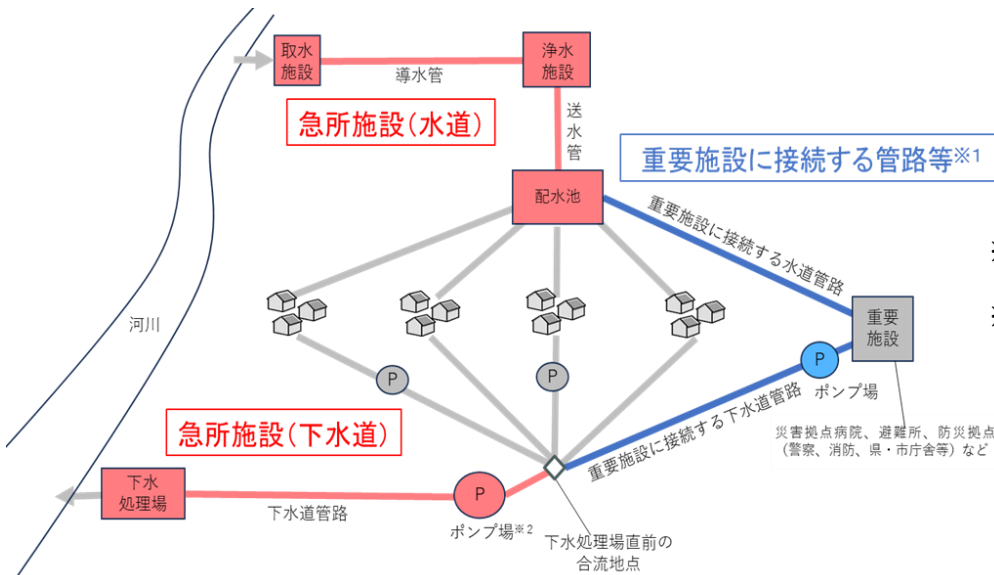 取水
施設
導水管
浄水
施設
急所施設(水道)
送
水
管
重要施設に接続する管路等※1
配水池
重要施設に接続する水道管路
※
※
河川
重要
施設
P
P
P
ポンプ場
急所施設(下水道)
重要施設に接続する下水道管路
災害拠点病院、避難所、防災拠点
(警察、消防、県・市庁舎等)など
下水
処理場
下水道管路
P
ポンプ場※2
下水処理場直前の
合流地点